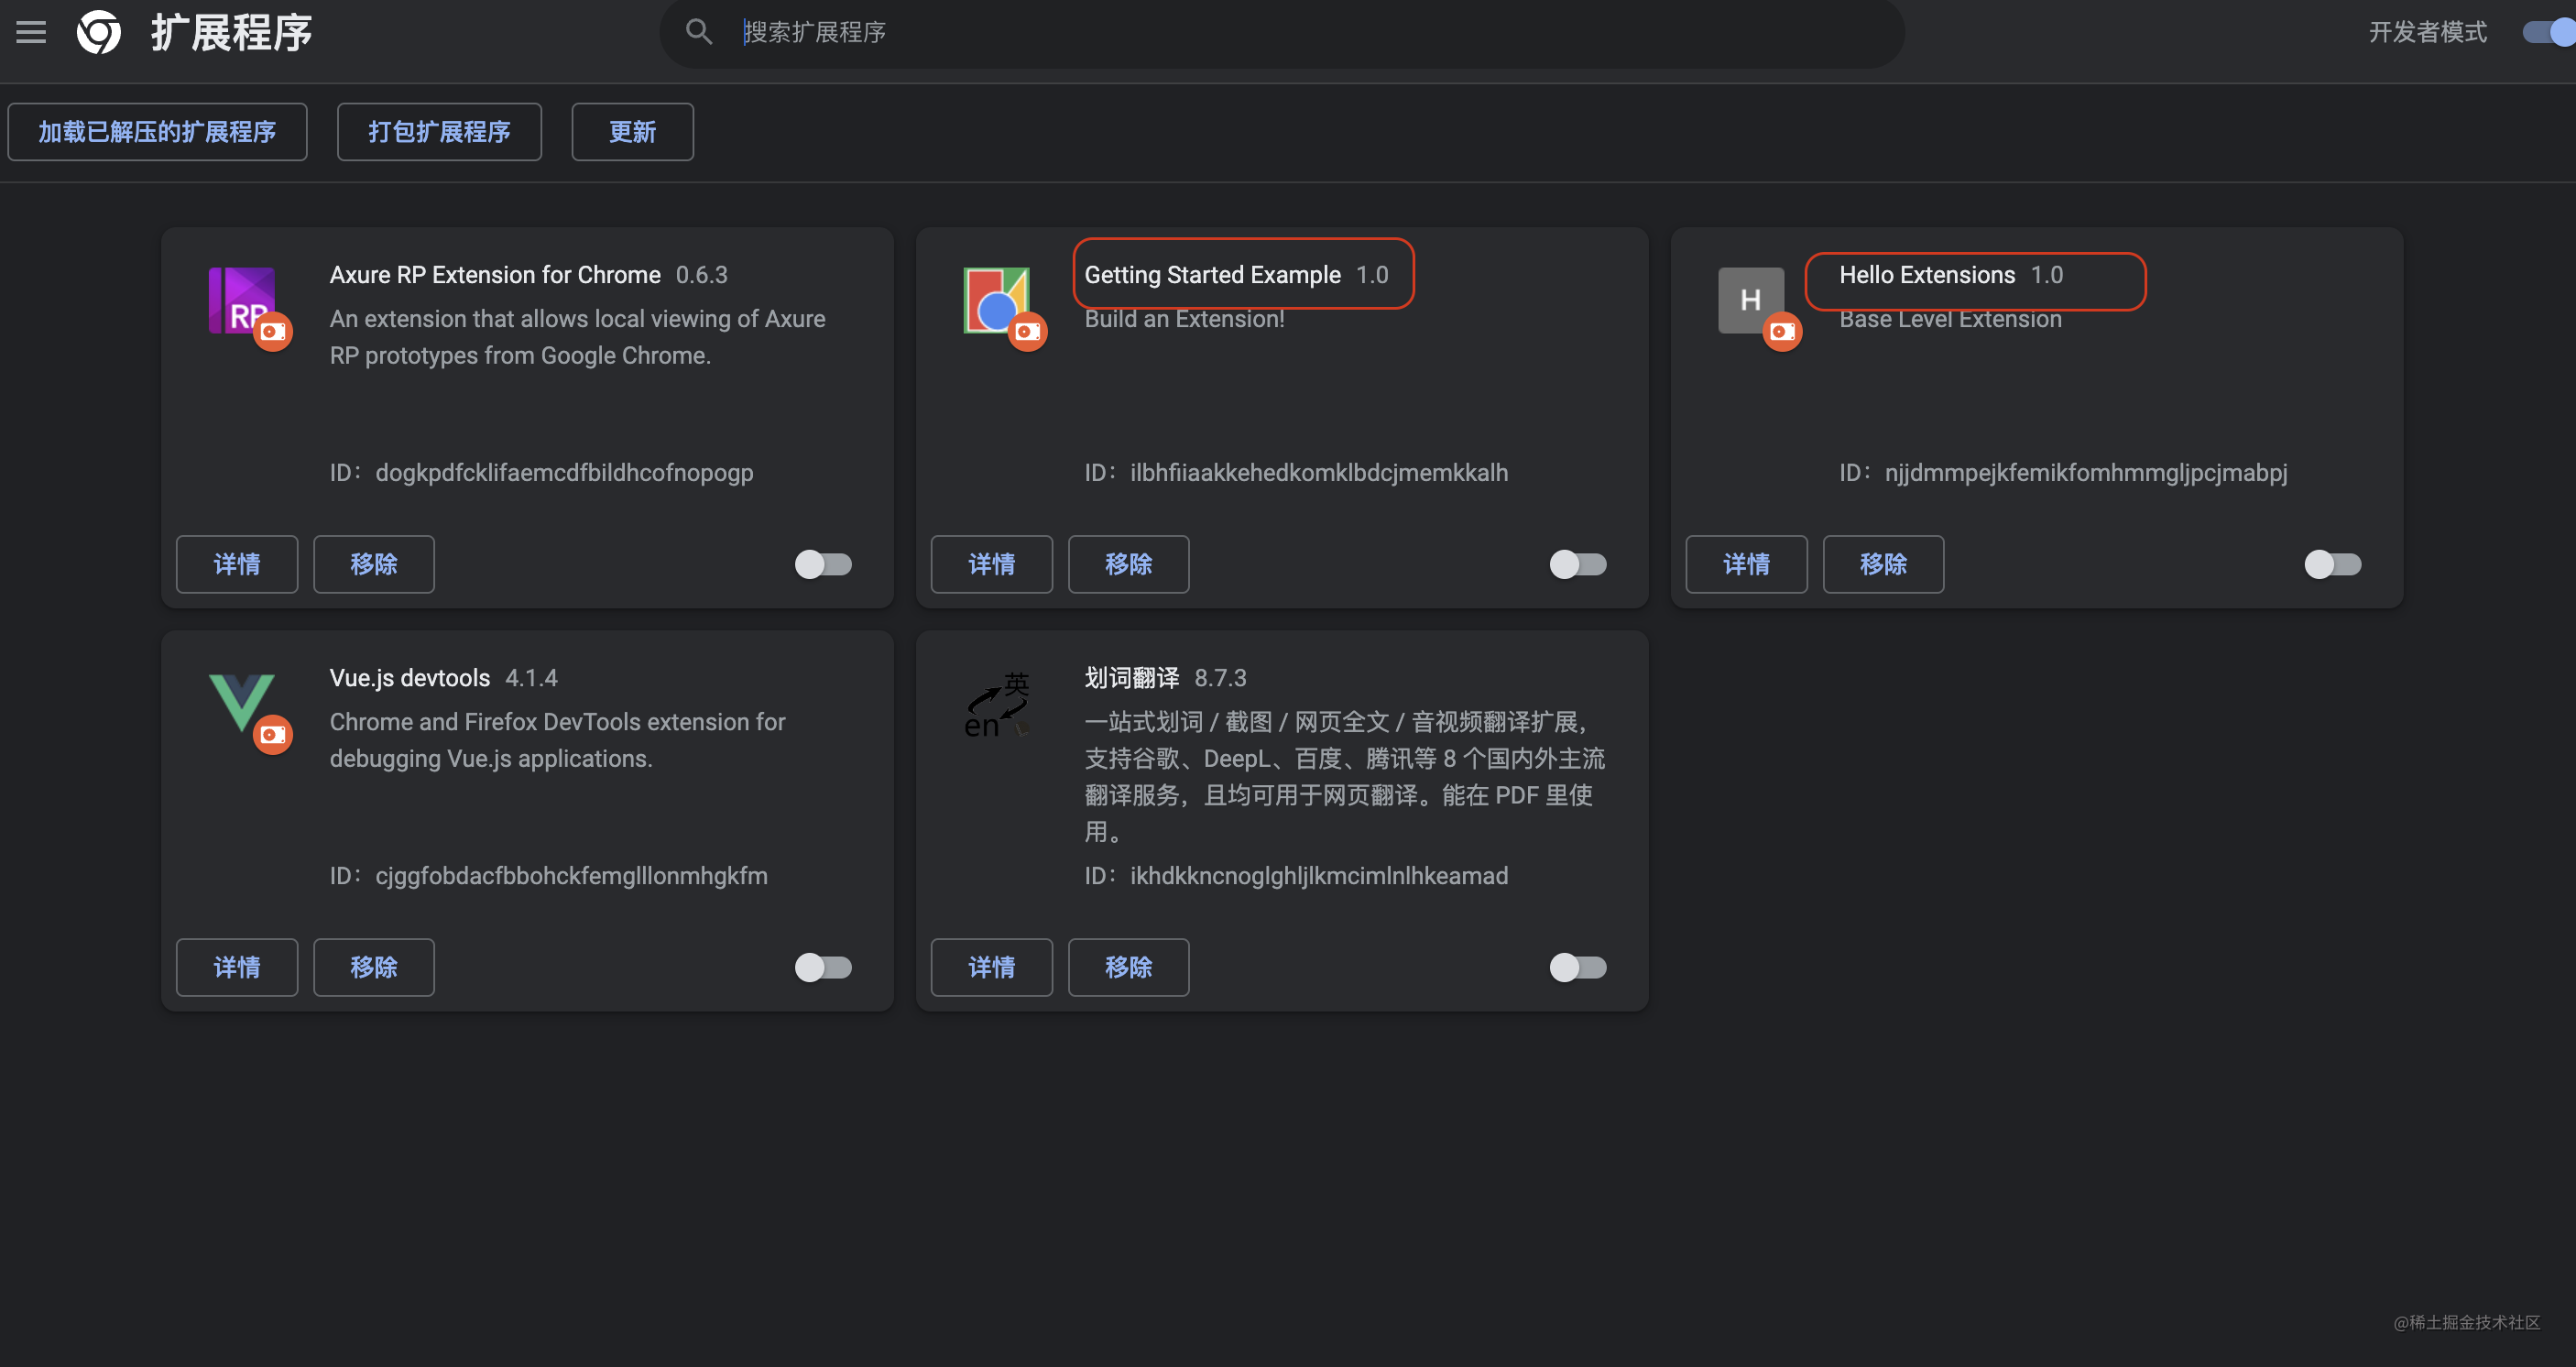 扩展程序
搜索扩展程序
开发者模式
加载已解压的扩展程序
打包扩展程序
更新
Axure RP Extension for Chrome 0.6.3
An extension that allows local viewing of Axure
RP prototypes from Google Chrome.
ID：dogkpdfcklifaemcdfbildhcofnopogp
详情
移除
RP
Getting Started Example 1.0
Build an Extension!
ID：ilbhfiiaakkehedkomklbdcjmemkkalh
详情
移除
H
Hello Extensions 1.0
Base Level Extension
ID：njjdmmpejkfemikfomhmmgljpcjmabpj
详情
移除
Vue.js devtools 4.1.4
Chrome and Firefox DevTools extension for
debugging Vue.js applications.
ID：cjggfobdacfbbohckfemglllonmhgkfm
详情
移除
英
en
划词翻译 8.7.3
一站式划词 / 截图 / 网页全文 / 音视频翻译扩展，
支持谷歌、DeepL、百度、腾讯等 8 个国内外主流
翻译服务，且均可用于网页翻译。能在 PDF 里使
用。
ID：ikhdkkncnoglghljlkmcimlnlhkeamad
详情
移除
@稀土掘金技术社区